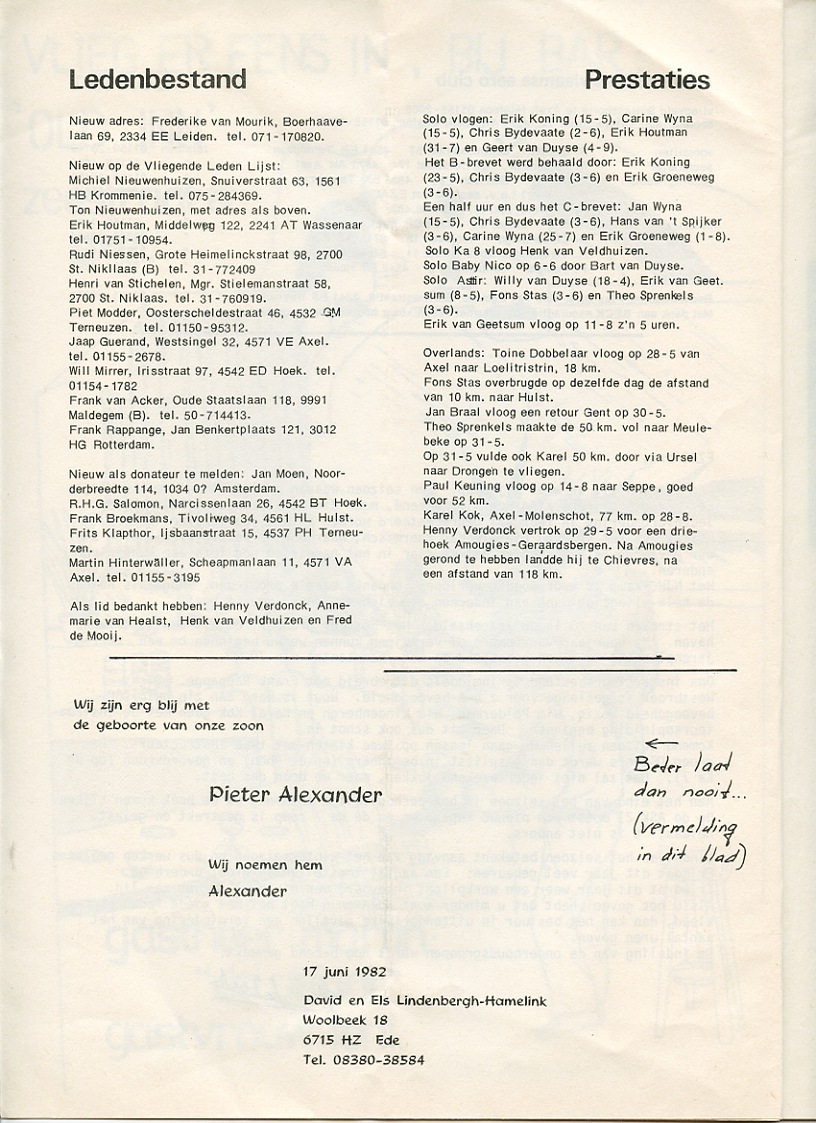 Ledenbestand
Nieuw adres: Frederike van Mourik, Boerhaave-
laan 69, 2334 EE Leiden. tel. 071-170820.
Nieuw op de Vliegende Leden Lijst:
Michiel Nieuwenhuizen, Snuiverstraat 63, 1561
HB Krommenie. tel. 075-284369.
Ton Nieuwenhuizen, met adres als boven.
Erik Houtman, Middelweg 122, 2241 AT Wassenaar
tel. 01751-10954.
Rudi Niessen, Grote Heimelinckstraat 98, 2700
St. Nikllaas (B) tel. 31-772409
Henri van Stichelen, Mgr. Stielemanstraat 58,
2700 St. Niklaas. tel. 31-760919.
Piet Modder, Oosterscheldestraat 46, 4532 GM
Terneuzen. tel. 01150-95312.
Jaap Guerand, Westsingel 32, 4571 VE Axel.
tel. 01155-2678.
Will Mirrer, Irisstraat 97, 4542 ED Hoek. tel.
01154-1782
Frank van Acker, Oude Staatslaan 118, 9991
Maldegem (B). tel. 50-714413.
Frank Rappange, Jan Benkertplaats 121, 3012
HG Rotterdam.
Nieuw als donateur te melden: Jan Moen, Noor-
derbreedte 114, 1034 0? Amsterdam.
R.H.G. Salomon, Narcissenlaan 26, 4542 BT Hoek.
Frank Broekmans, Tivoliweg 34, 4561 HL Hulst.
Frits Klapthor, Ijsbaanstraat 15, 4537 PH Terneu-
zen.
Martin Hinterwäller, Scheapmanlaan 11, 4571 VA
Axel. tel. 01155-3195
Als lid bedankt hebben: Henny Verdonck, Anne-
marie van Healst, Henk van Veldhuizen en Fred
de Mooij.
Prestaties
Solo vlogen: Erik Koning (15-5), Carine Wyna
(15-5), Chris Bydevaate (2-6), Erik Houtman
(31-7) en Geert van Duyse (4-9).
Het B-brevet werd behaald door: Erik Koning
(23-5), Chris Bydevaate (3-6) en Erik Groeneweg
(3-6).
Een half uur en dus het C-brevet: Jan Wyna
(15-5), Chris Bydevaate (3-6), Hans van 't Spijker
(3-6), Carine Wyna (25-7) en Erik Groeneweg (1-8).
Solo Ka 8 vloog Henk van Veldhuizen.
Solo Baby Nico op 6-6 door Bart van Duyse.
Solo Astir: Willy van Duyse (18-4), Erik van Geet.
sum (8-5), Fons Stas (3-6) en Theo Sprenkels
(3-6).
Erik van Geetsum vloog op 11-8 z'n 5 uren.
Overlands: Toine Dobbelaar vloog op 28-5 van
Axel naar Loelitristrin, 18 km.
Fons Stas overbrugde op dezelfde dag de afstand
van 10 km. naar Hulst.
Jan Braal vloog een retour Gent op 30-5.
Theo Sprenkels maakte de 50 km. vol naar Meule-
beke op 31-5.
Op 31-5 vulde ook Karel 50 km. door via Ursel
naar Drongen te vliegen.
Paul Keuning vloog op 14-8 naar Seppe, goed
voor 52 km.
Karel Kok, Axel-Molenschot, 77 km. op 28-8.
Henny Verdonck vertrok op 29-5 voor een drie-
hoek Amougies-Geraardsbergen. Na Amougies
gerond te hebben landde hij te Chievres, na
een afstand van 118 km.
Wij zijn erg blij met
de geboorte van onze zoon
Pieter Alexander
Wij noemen hem
Alexander
17 juni 1982
David en Els Lindenbergh-Hamelink
Woolbeek 18
6715 HZ Ede
Tel. 08380-38584
←
Beter laat
dan nooit...
(vermelding
in dit blad)